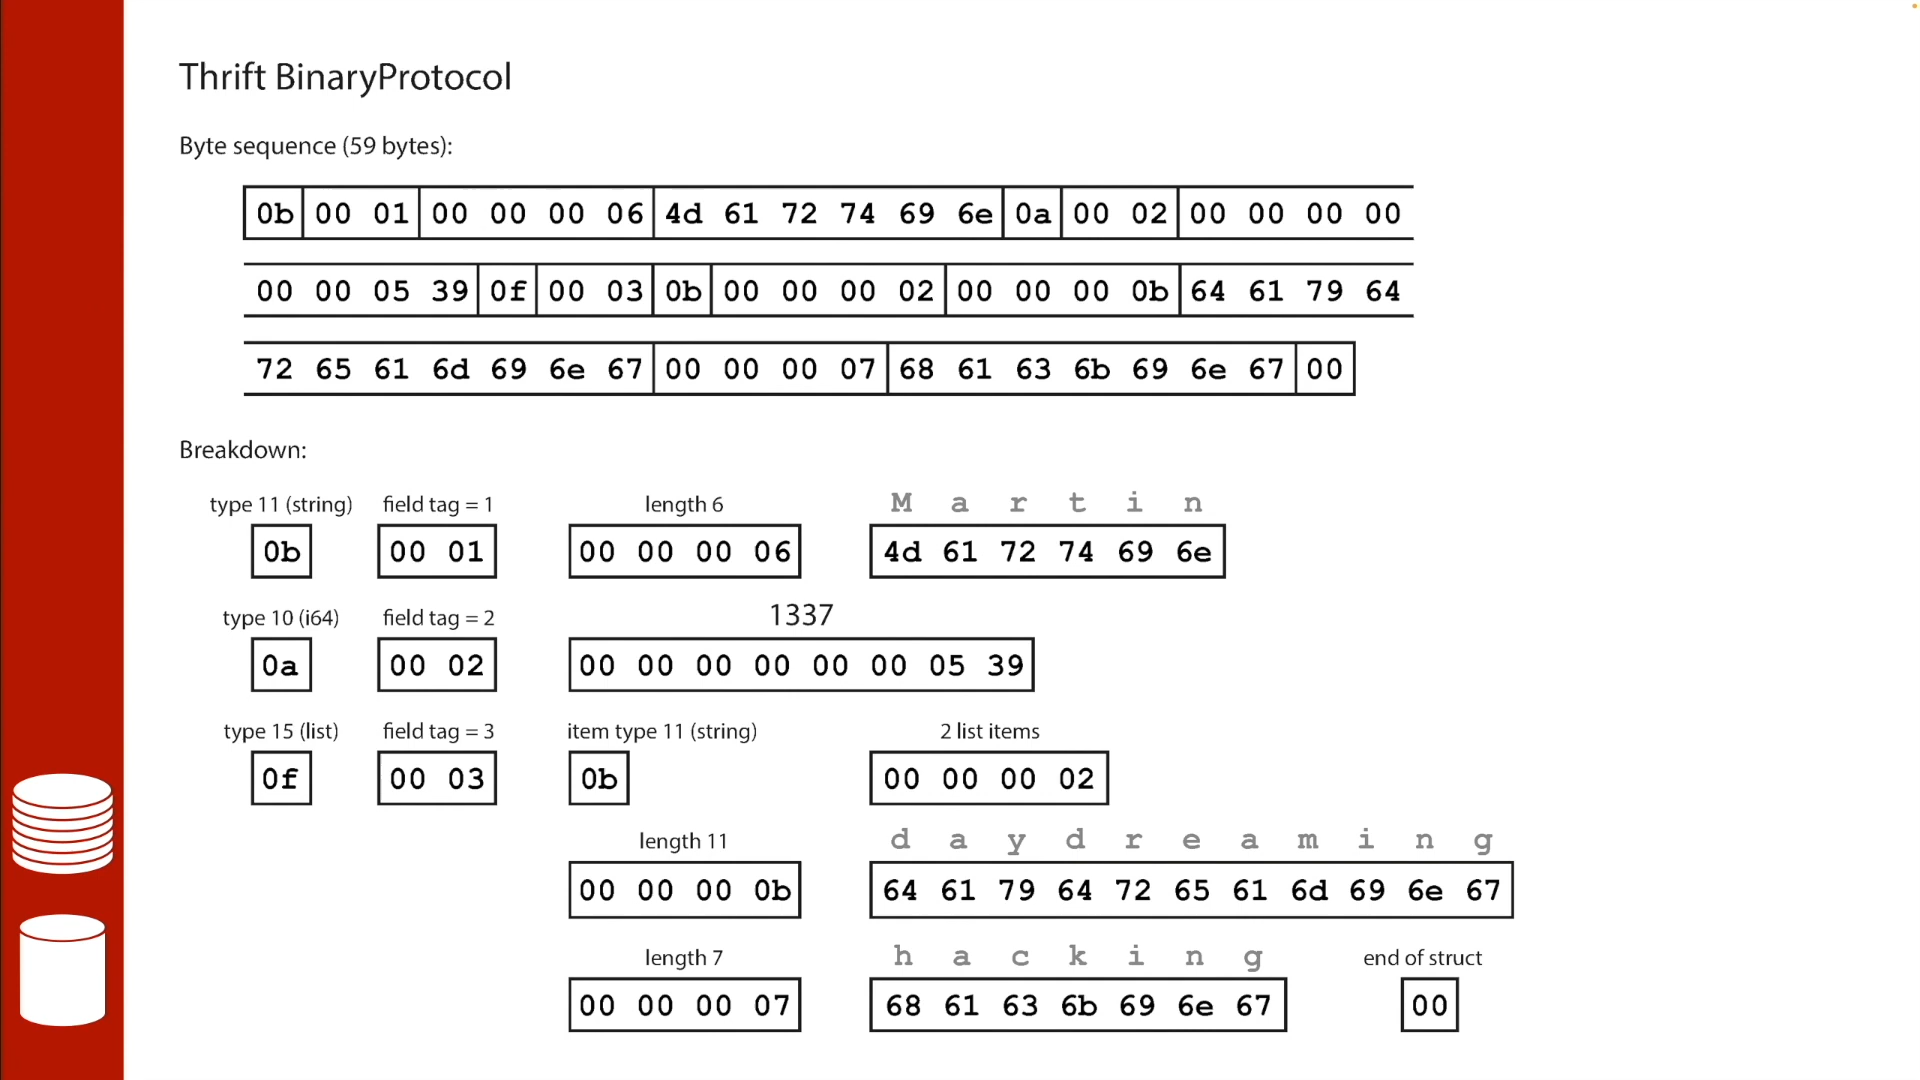 Thrift BinaryProtocol
Byte sequence (59 bytes):
0b 00 01 00 00 00 06 4d 61 72 74 69 6e 0a 00 02 00 00 00 00
00 00 05 39 0f 00 03 0b 00 00 00 02 00 00 00 0b 64 61 79 64
72 65 61 6d 69 6e 67 00 00 00 07 68 61 63 6b 69 6e 67 00
Breakdown:
type 11 (string) field tag = 1 length 6 M a r t i n
0b 00 01 00 00 00 06 4d 61 72 74 69 6e
type 10 (i64) field tag = 2 1337
0a 00 02 00 00 00 00 00 00 05 39
type 15 (list) field tag = 3 item type 11 (string) 2 list items
0f 00 03 0b 00 00 00 02
length 11 d a y d r e a m i n g
00 00 00 0b 64 61 79 64 72 65 61 6d 69 6e 67
length 7 h a c k i n g end of struct
00 00 00 07 68 61 63 6b 69 6e 67 00